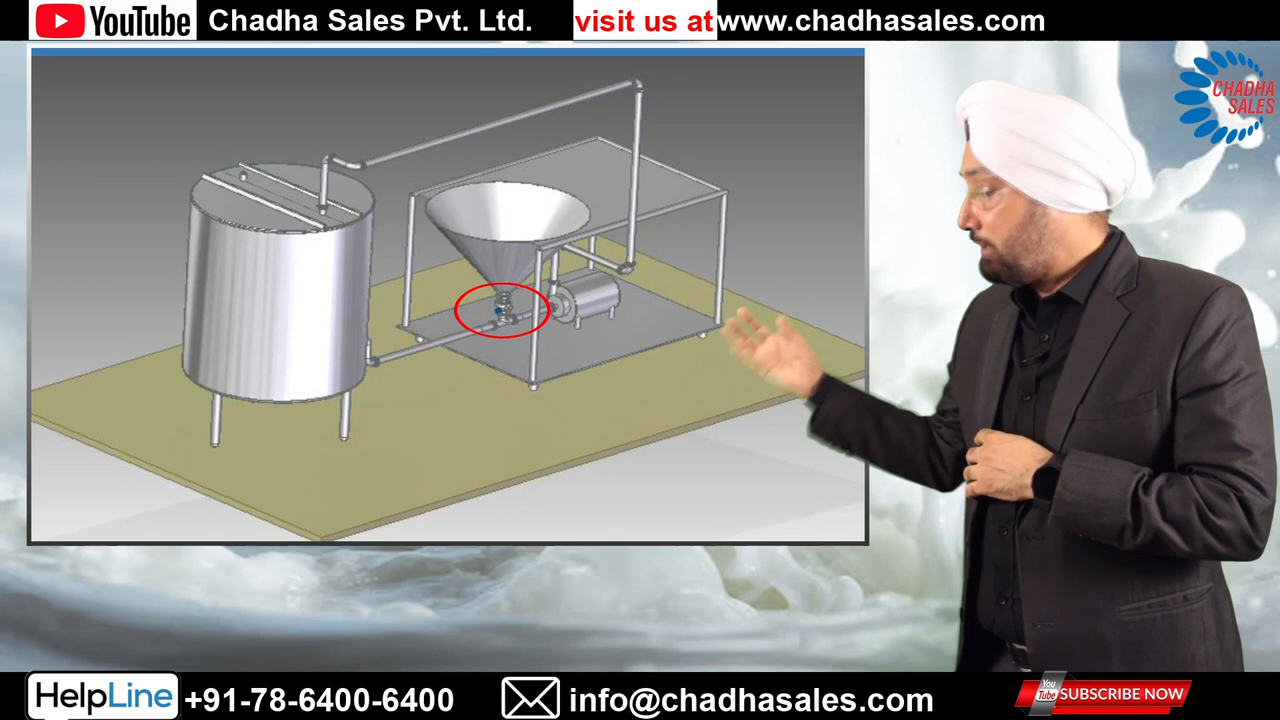 YouTube Chadha Sales Pvt. Ltd. visit us at www.chadhasales.com
CHADHA
SALES
HelpLine +91-78-6400-6400 info@chadhasales.com
You
Tube
SUBSCRIBE NOW